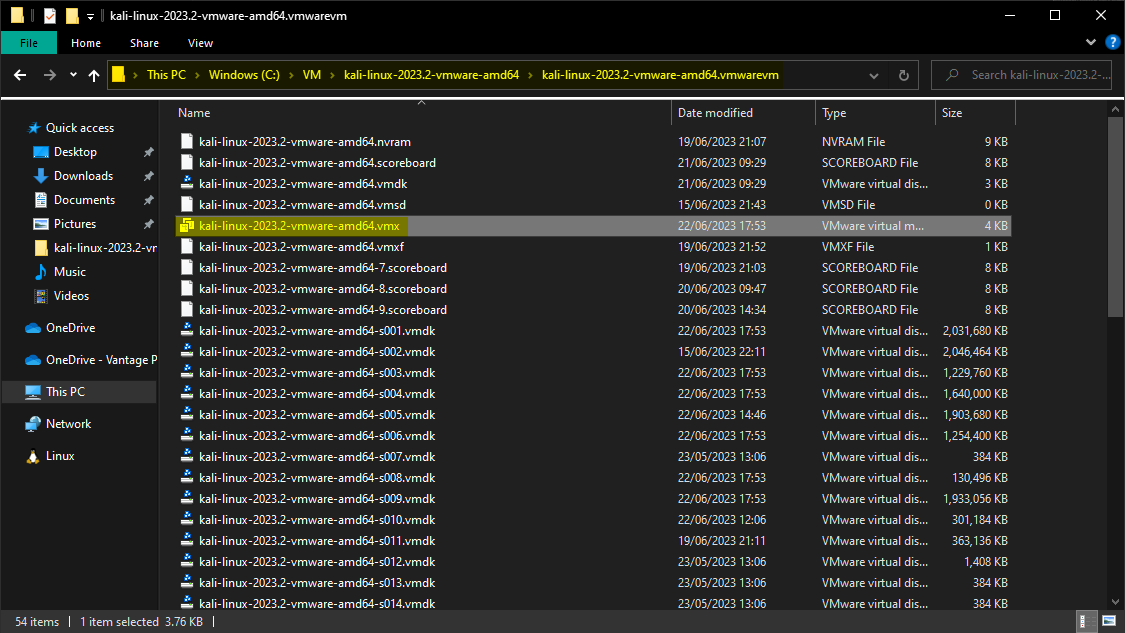 kali-linux-2023.2-vmware-amd64.vmwarevm
File Home Share View
This PC Windows (C:) VM kali-linux-2023.2-vmware-amd64 kali-linux-2023.2-vmware-amd64.vmwarevm Search kali-linux-2023.2-...
Name Date modified Type Size
Quick access
Desktop
Downloads
Documents
Pictures
kali-linux-2023.2-vr
Music
Videos
OneDrive
OneDrive - Vantage P
This PC
Network
Linux
kali-linux-2023.2-vmware-amd64.nvram 19/06/2023 21:07 NVRAM File 9 KB
kali-linux-2023.2-vmware-amd64.scoreboard 21/06/2023 09:29 SCOREBOARD File 8 KB
kali-linux-2023.2-vmware-amd64.vmdk 21/06/2023 09:29 VMware virtual dis... 3 KB
kali-linux-2023.2-vmware-amd64.vmsd 15/06/2023 21:43 VMSD File 0 KB
kali-linux-2023.2-vmware-amd64.vmx 22/06/2023 17:53 VMware virtual m... 4 KB
kali-linux-2023.2-vmware-amd64.vmxf 19/06/2023 21:52 VMXF File 1 KB
kali-linux-2023.2-vmware-amd64-7.scoreboard 19/06/2023 21:03 SCOREBOARD File 8 KB
kali-linux-2023.2-vmware-amd64-8.scoreboard 20/06/2023 09:47 SCOREBOARD File 8 KB
kali-linux-2023.2-vmware-amd64-9.scoreboard 20/06/2023 14:34 SCOREBOARD File 8 KB
kali-linux-2023.2-vmware-amd64-s001.vmdk 22/06/2023 17:53 VMware virtual dis... 2,031,680 KB
kali-linux-2023.2-vmware-amd64-s002.vmdk 15/06/2023 22:11 VMware virtual dis... 2,046,464 KB
kali-linux-2023.2-vmware-amd64-s003.vmdk 22/06/2023 17:53 VMware virtual dis... 1,229,760 KB
kali-linux-2023.2-vmware-amd64-s004.vmdk 22/06/2023 17:53 VMware virtual dis... 1,640,000 KB
kali-linux-2023.2-vmware-amd64-s005.vmdk 22/06/2023 14:46 VMware virtual dis... 1,903,680 KB
kali-linux-2023.2-vmware-amd64-s006.vmdk 22/06/2023 17:53 VMware virtual dis... 1,254,400 KB
kali-linux-2023.2-vmware-amd64-s007.vmdk 23/05/2023 13:06 VMware virtual dis... 384 KB
kali-linux-2023.2-vmware-amd64-s008.vmdk 22/06/2023 17:53 VMware virtual dis... 130,496 KB
kali-linux-2023.2-vmware-amd64-s009.vmdk 22/06/2023 17:53 VMware virtual dis... 1,933,056 KB
kali-linux-2023.2-vmware-amd64-s010.vmdk 22/06/2023 12:06 VMware virtual dis... 301,184 KB
kali-linux-2023.2-vmware-amd64-s011.vmdk 19/06/2023 21:11 VMware virtual dis... 363,136 KB
kali-linux-2023.2-vmware-amd64-s012.vmdk 23/05/2023 13:06 VMware virtual dis... 1,408 KB
kali-linux-2023.2-vmware-amd64-s013.vmdk 23/05/2023 13:06 VMware virtual dis... 384 KB
kali-linux-2023.2-vmware-amd64-s014.vmdk 23/05/2023 13:06 VMware virtual dis... 384 KB
54 items 1 item selected 3.76 KB